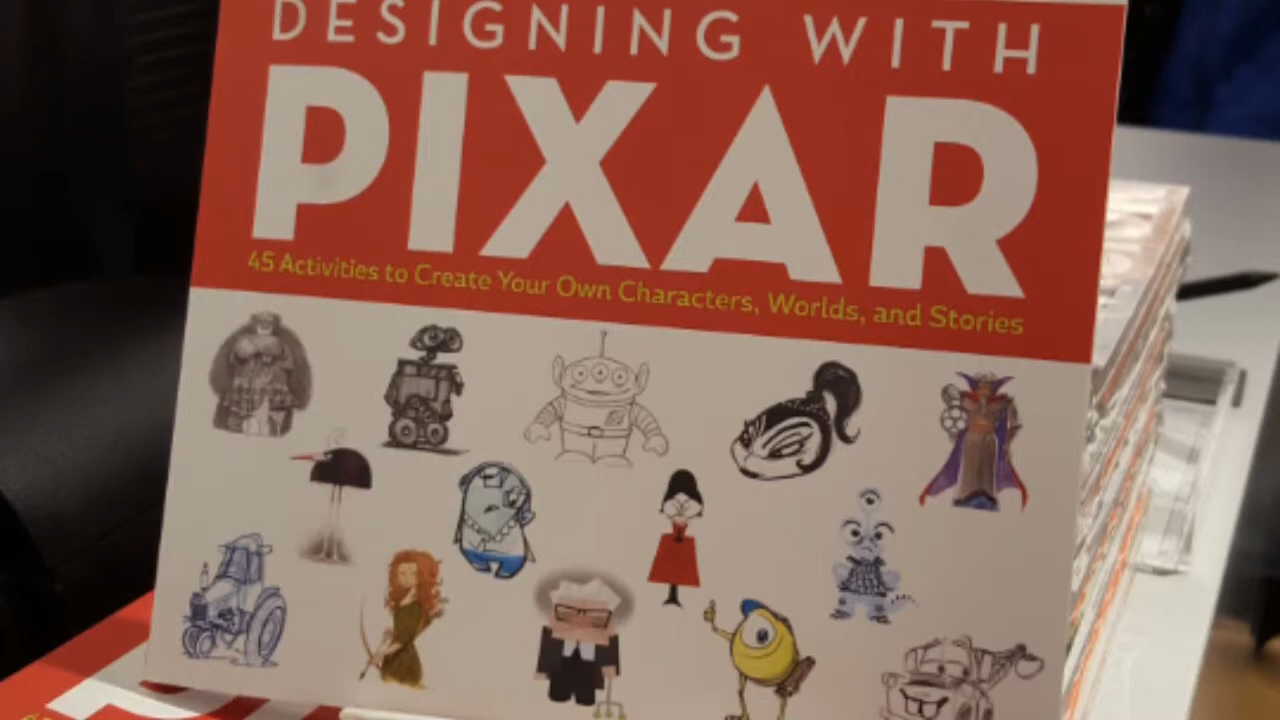 DESIGNING WITH
PIXAR
45 Activities to Create Your Own Characters, Worlds, and Stories